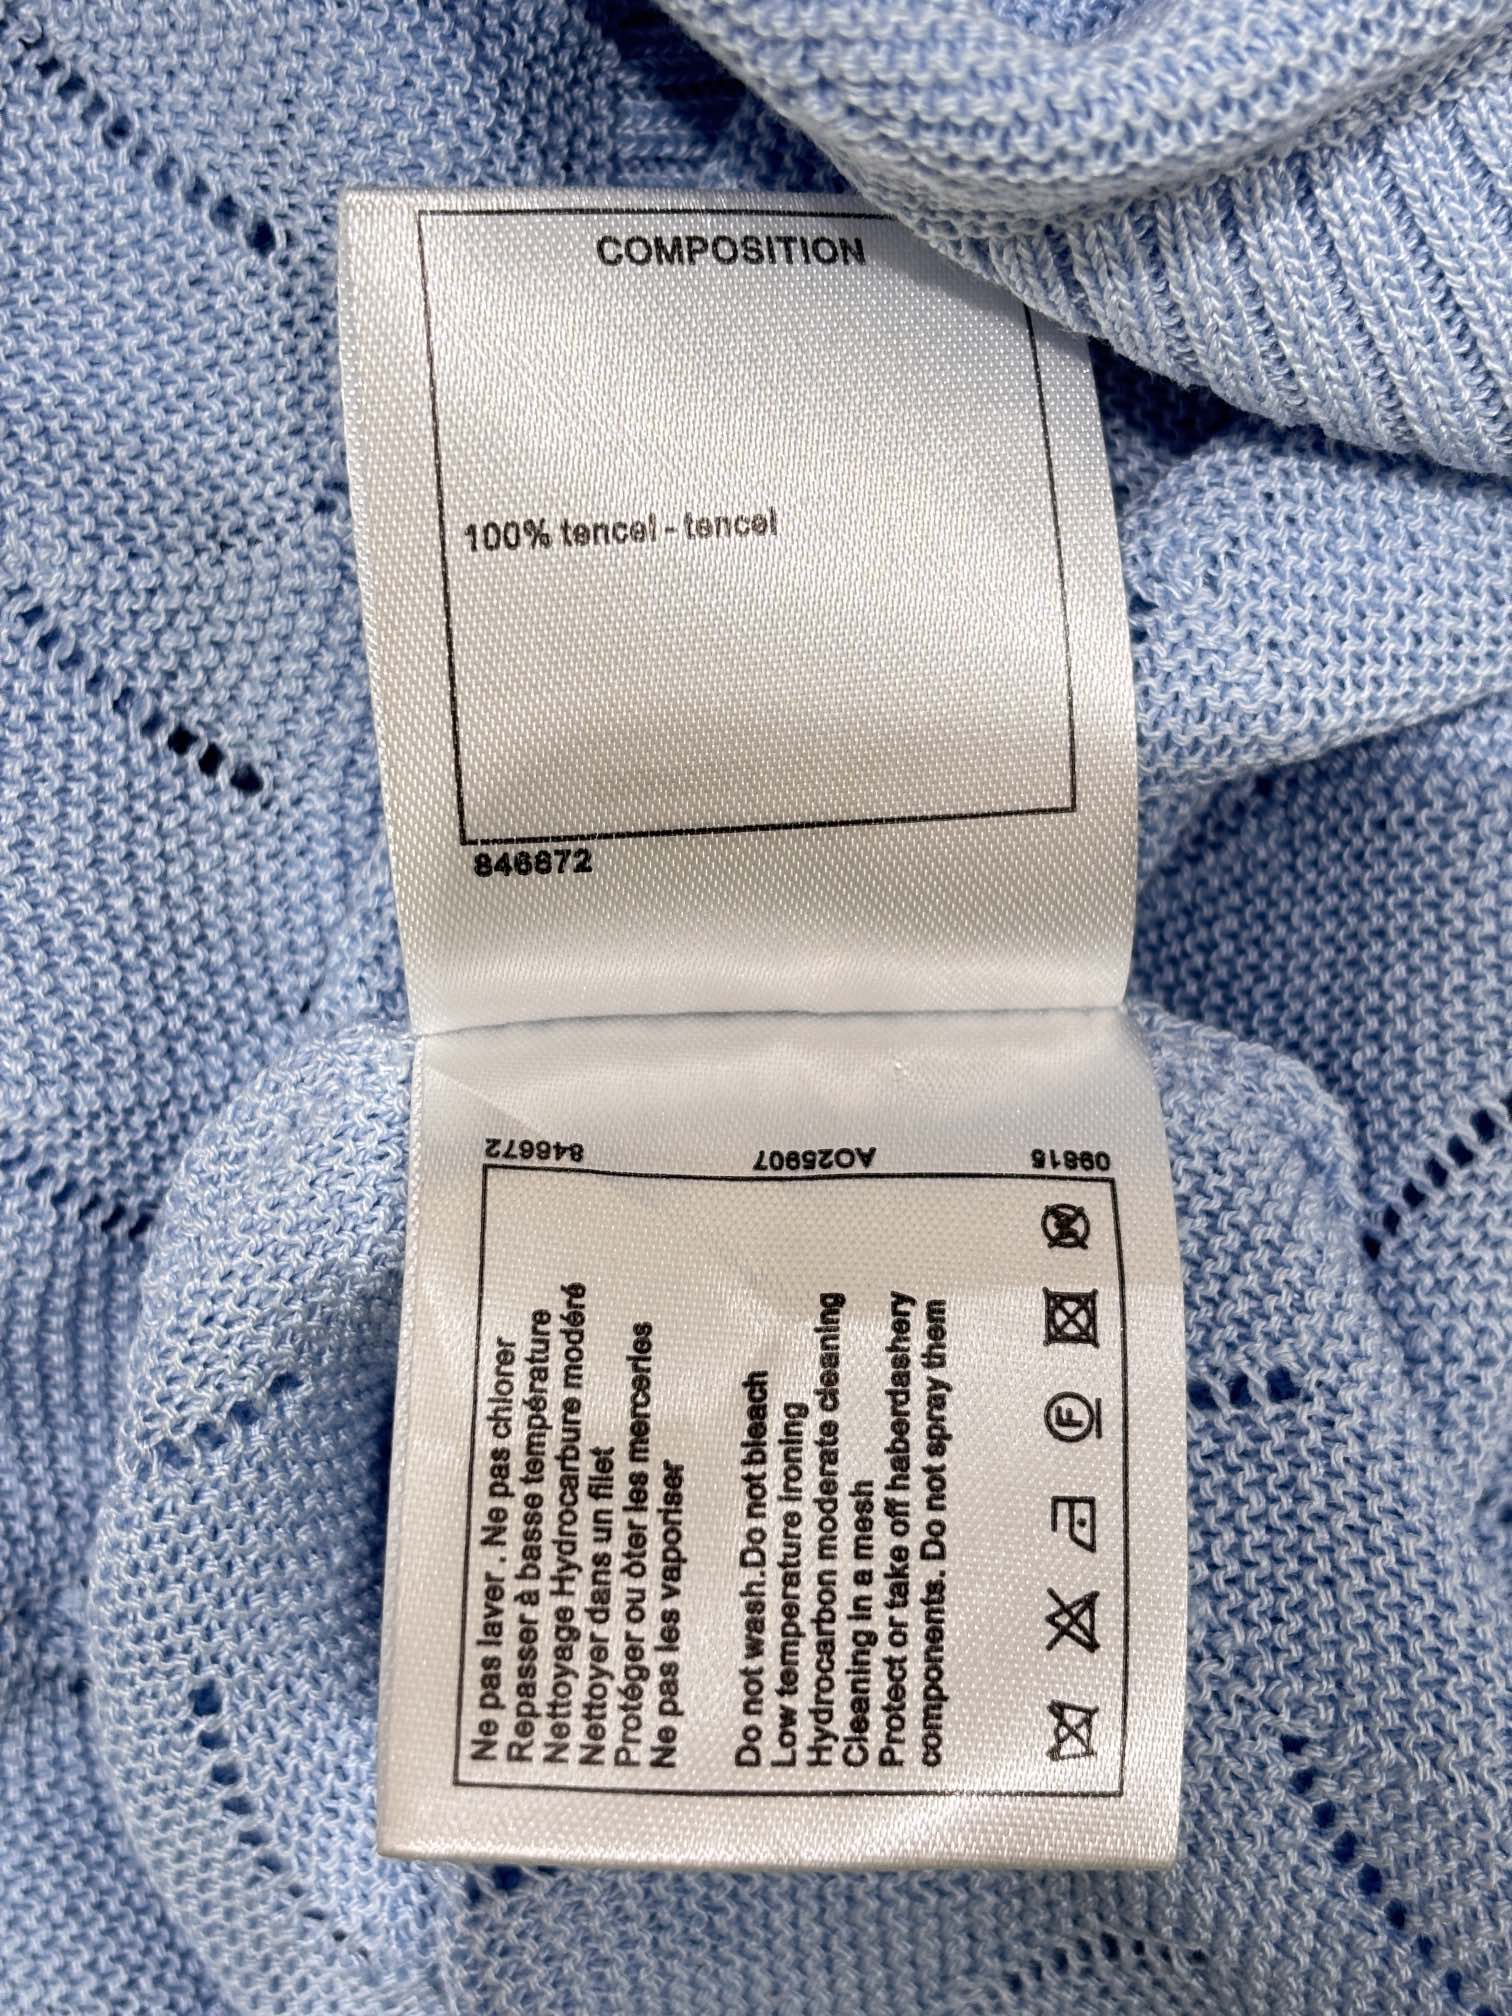 COMPOSITION
100% tencel - tencel
846672
846672
AO25907
09815
Ne pas laver . Ne pas chlorer
Repasser à basse température
Nettoyage Hydrocarbure modéré
Nettoyer dans un filet
Protéger ou ôter les merceries
Ne pas les vaporiser
Do not wash.Do not bleach
Low temperature ironing
Hydrocarbon moderate cleaning
Cleaning in a mesh
Protect or take off haberdashery
components. Do not spray them
F
W